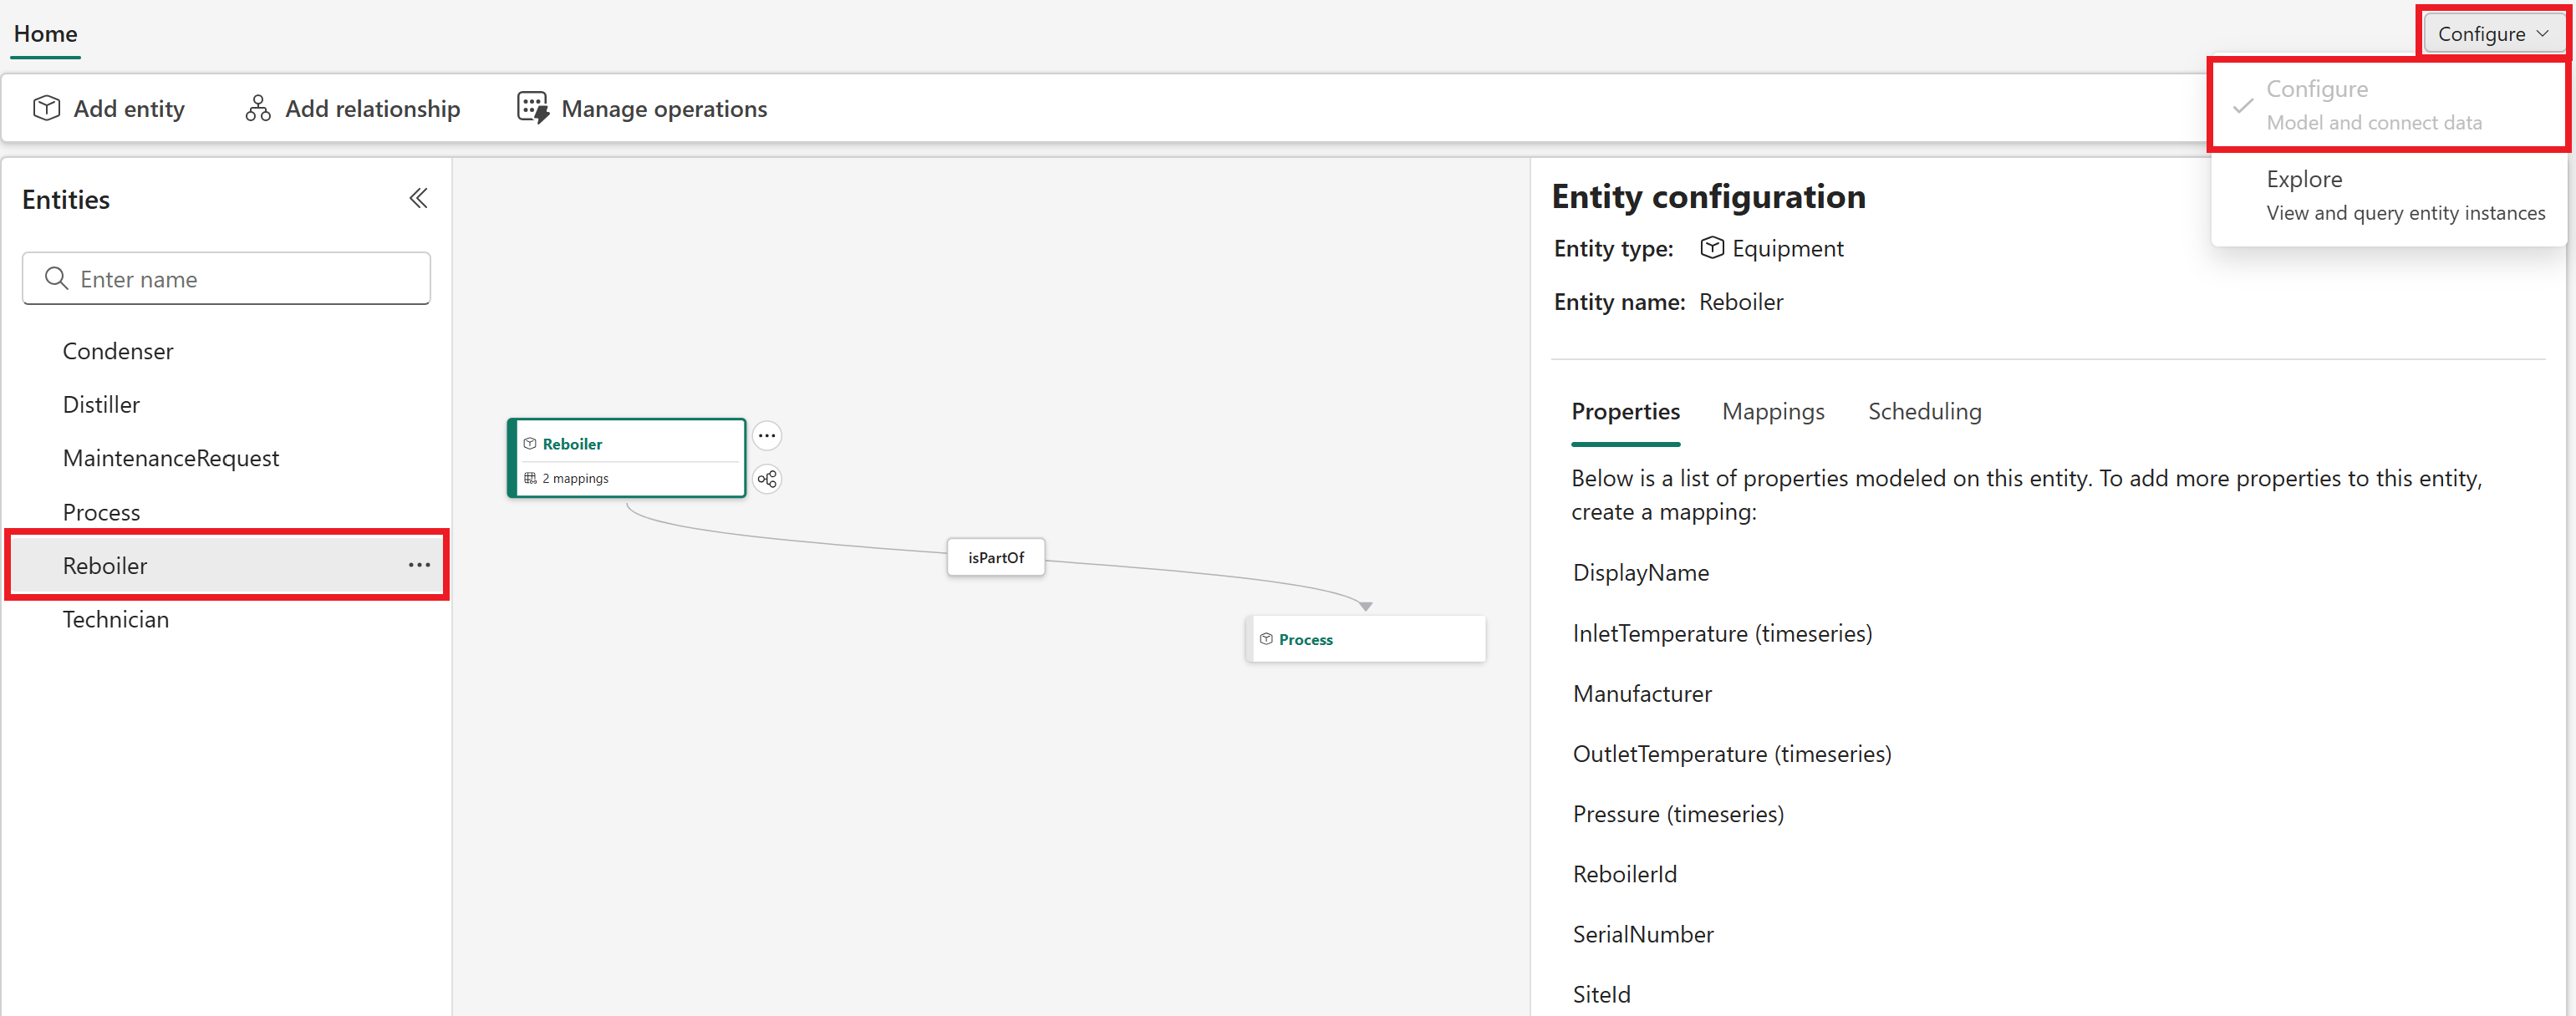 Home
Configure
Configure
Model and connect data
Explore
View and query entity instances
Add entity
Add relationship
Manage operations
Entities
Enter name
Condenser
Distiller
MaintenanceRequest
Process
Reboiler
Technician
Reboiler
2 mappings
isPartOf
Process
Entity configuration
Entity type: Equipment
Entity name: Reboiler
Properties Mappings Scheduling
Below is a list of properties modeled on this entity. To add more properties to this entity,
create a mapping:
DisplayName
InletTemperature (timeseries)
Manufacturer
OutletTemperature (timeseries)
Pressure (timeseries)
ReboilerId
SerialNumber
SiteId